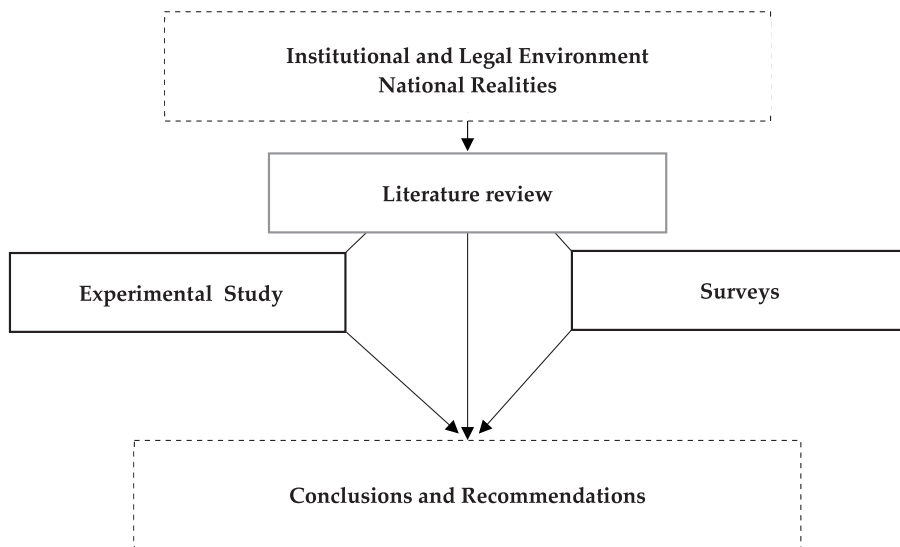 Institutional and Legal Environment
National Realities
Literature review
Experimental Study
Surveys
Conclusions and Recommendations